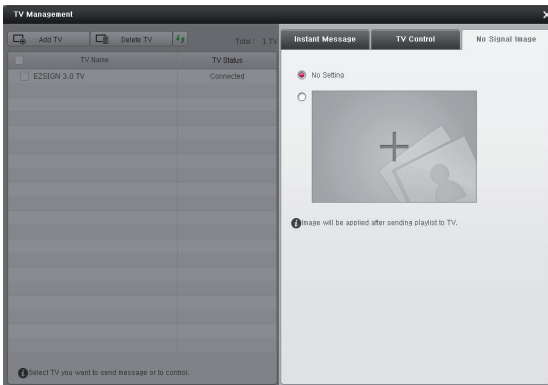 TV Management
Add TV
Delete TV
Total : 1 TV
TV Name
TV Status
EZSIGN 3.0 TV
Connected
Select TV you want to send message or to control.
Instant Message
TV Control
No Signal Image
No Setting
Image will be applied after sending playlist to TV.